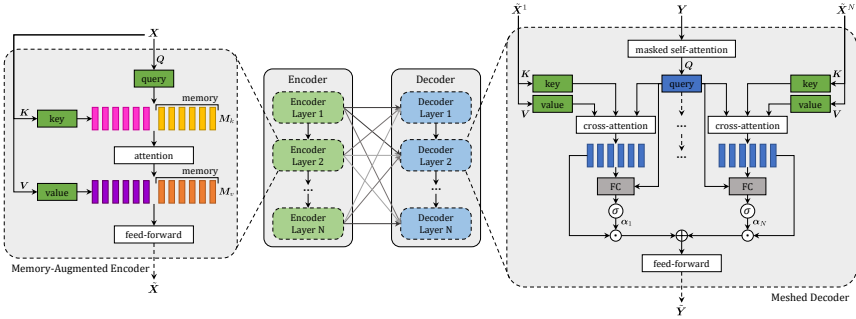 X
Q
query
memory
K
key
M_k
attention
memory
V
value
M_v
feed-forward
Memory-Augmented Encoder
X̃
Encoder
Encoder
Layer 1
Encoder
Layer 2
...
Encoder
Layer N
Decoder
Decoder
Layer 1
Decoder
Layer 2
...
Decoder
Layer N
X̃¹
Y
X̃ᴺ
masked self-attention
Q
K
key
query
key
K
V
value
value
V
cross-attention
...
cross-attention
...
FC
FC
σ
σ
α₁
α_N
feed-forward
Meshed Decoder
Ỹ